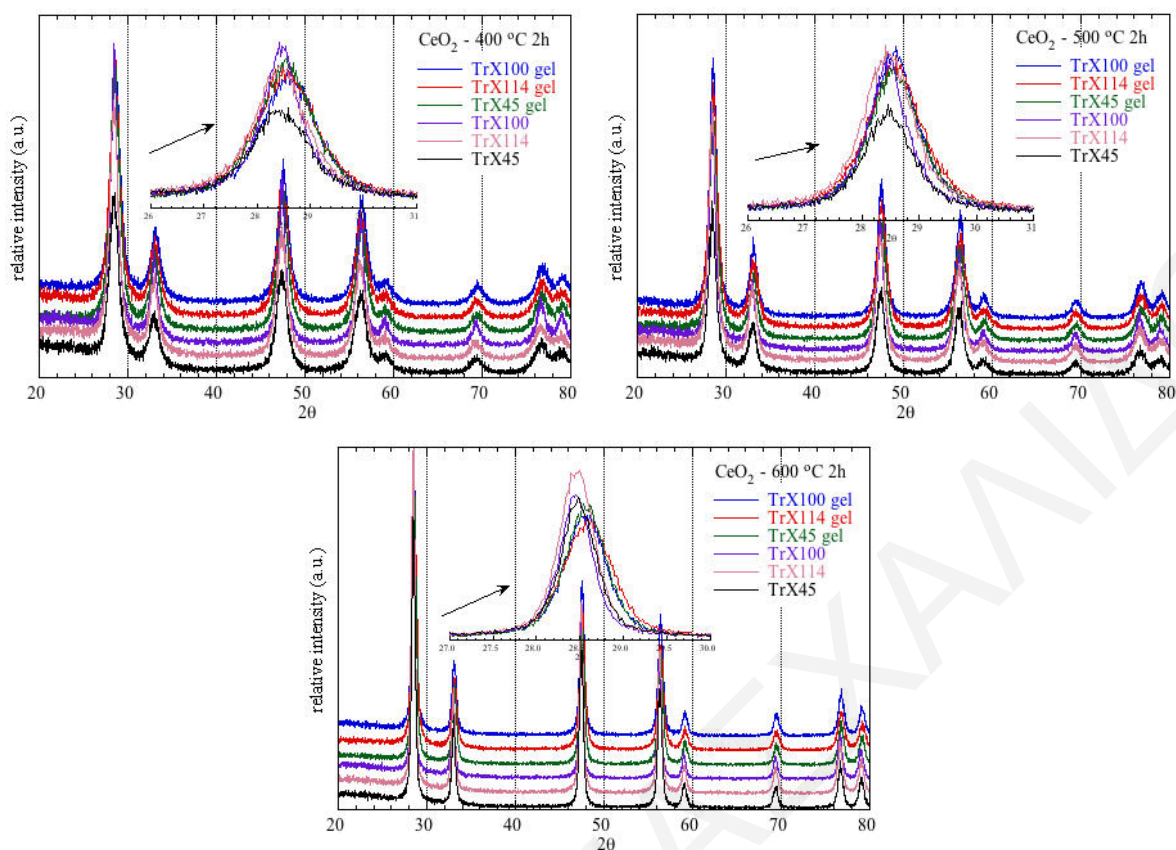 CeO2 - 400 °C 2h
TrX100 gel
TrX114 gel
TrX45 gel
TrX100
TrX114
TrX45
relative intensity (a.u.)
26 27 28 29 30 31
20 30 40 50 60 70 80
2θ
CeO2 - 500 °C 2h
TrX100 gel
TrX114 gel
TrX45 gel
TrX100
TrX114
TrX45
relative intensity (a.u.)
26 27 28 29 30 31
2θ
20 30 40 50 60 70 80
2θ
CeO2 - 600 °C 2h
TrX100 gel
TrX114 gel
TrX45 gel
TrX100
TrX114
TrX45
relative intensity (a.u.)
27.0 27.5 28.0 29.0 30.0
20 30 40 50 60 70 80
2θ